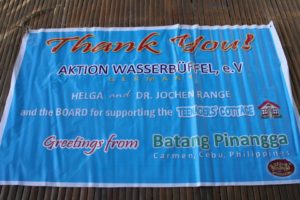 Thank You!
AKTION WASSERBÜFFEL, e.V
GERMANY
HELGA and DR. JOCHEN RANGE
and the BOARD for supporting the TEENAGERS' COTTAGE
Greetings from Batang Pinangga
Carmen, Cebu, Philippines